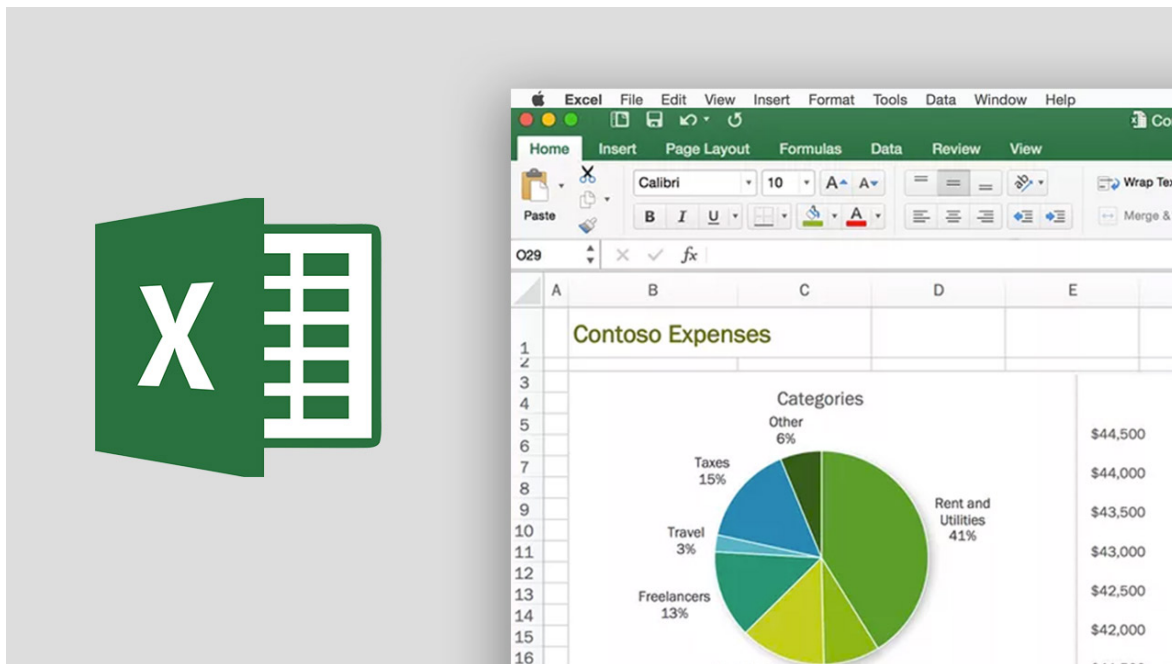 X
Excel File Edit View Insert Format Tools Data Window Help
Home Insert Page Layout Formulas Data Review View
Paste
Calibri
10
A A
Wrap
B I U A
Merge &
O29
fx
A B C D E
1
Contoso Expenses
2
3
4
5
6
7
8
9
10
11
12
13
14
15
16
Categories
Other
6%
Taxes
15%
Travel
3%
Freelancers
13%
Rent and
Utilities
41%
$44,500
$44,000
$43,500
$43,000
$42,500
$42,000